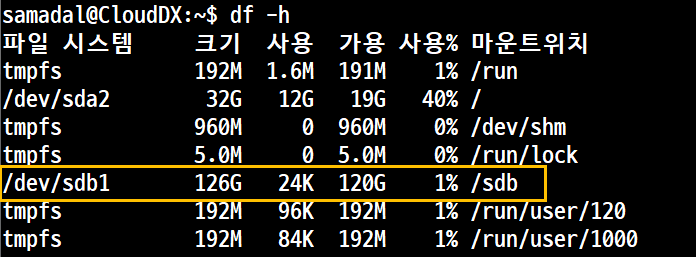 samadal@CloudDX:~$ df -h
파일 시스템 크기 사용 가용 사용% 마운트위치
tmpfs 192M 1.6M 191M 1% /run
/dev/sda2 32G 12G 19G 40% /
tmpfs 960M 0 960M 0% /dev/shm
tmpfs 5.0M 0 5.0M 0% /run/lock
/dev/sdb1 126G 24K 120G 1% /sdb
tmpfs 192M 96K 192M 1% /run/user/120
tmpfs 192M 84K 192M 1% /run/user/1000